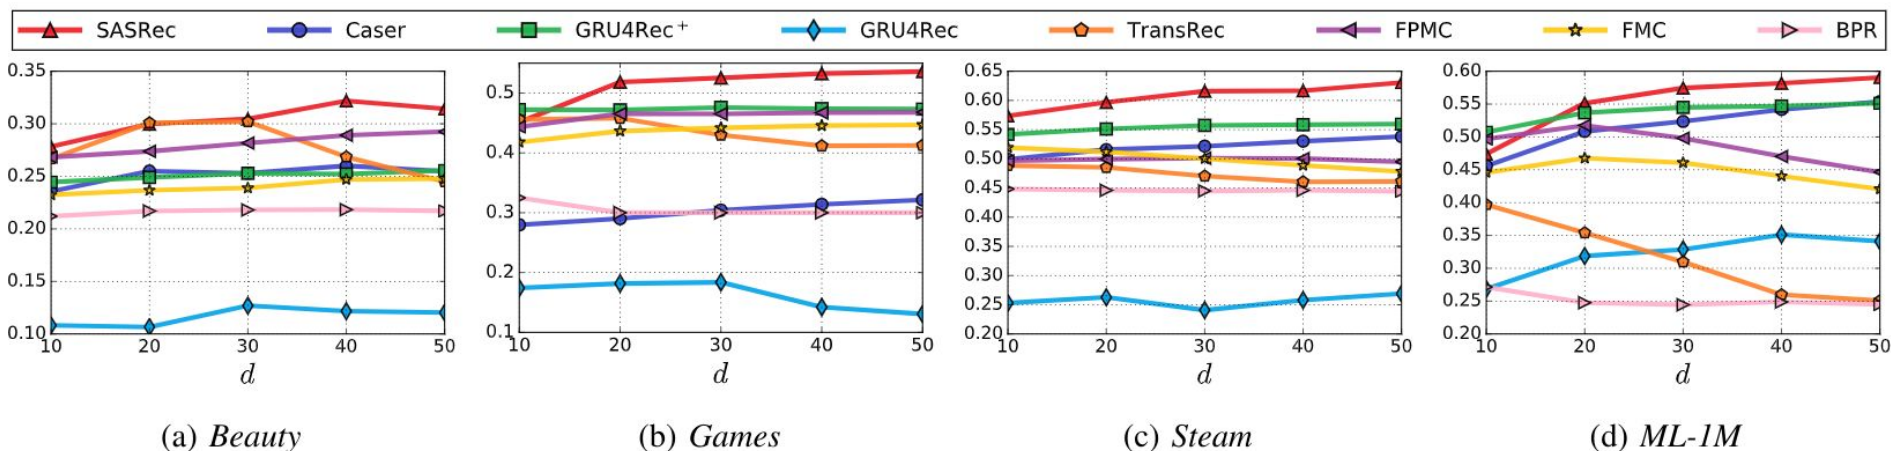 SASRec Caser GRU4Rec⁺ GRU4Rec TransRec FPMC FMC BPR
0.35
0.30
0.25
0.20
0.15
0.10
10 20 30 40 50
d
(a) Beauty
0.5
0.4
0.3
0.2
0.1
10 20 30 40 50
d
(b) Games
0.65
0.60
0.55
0.50
0.45
0.40
0.35
0.30
0.25
0.20
10 20 30 40 50
d
(c) Steam
0.60
0.55
0.50
0.45
0.40
0.35
0.30
0.25
0.20
10 20 30 40 50
d
(d) ML-1M